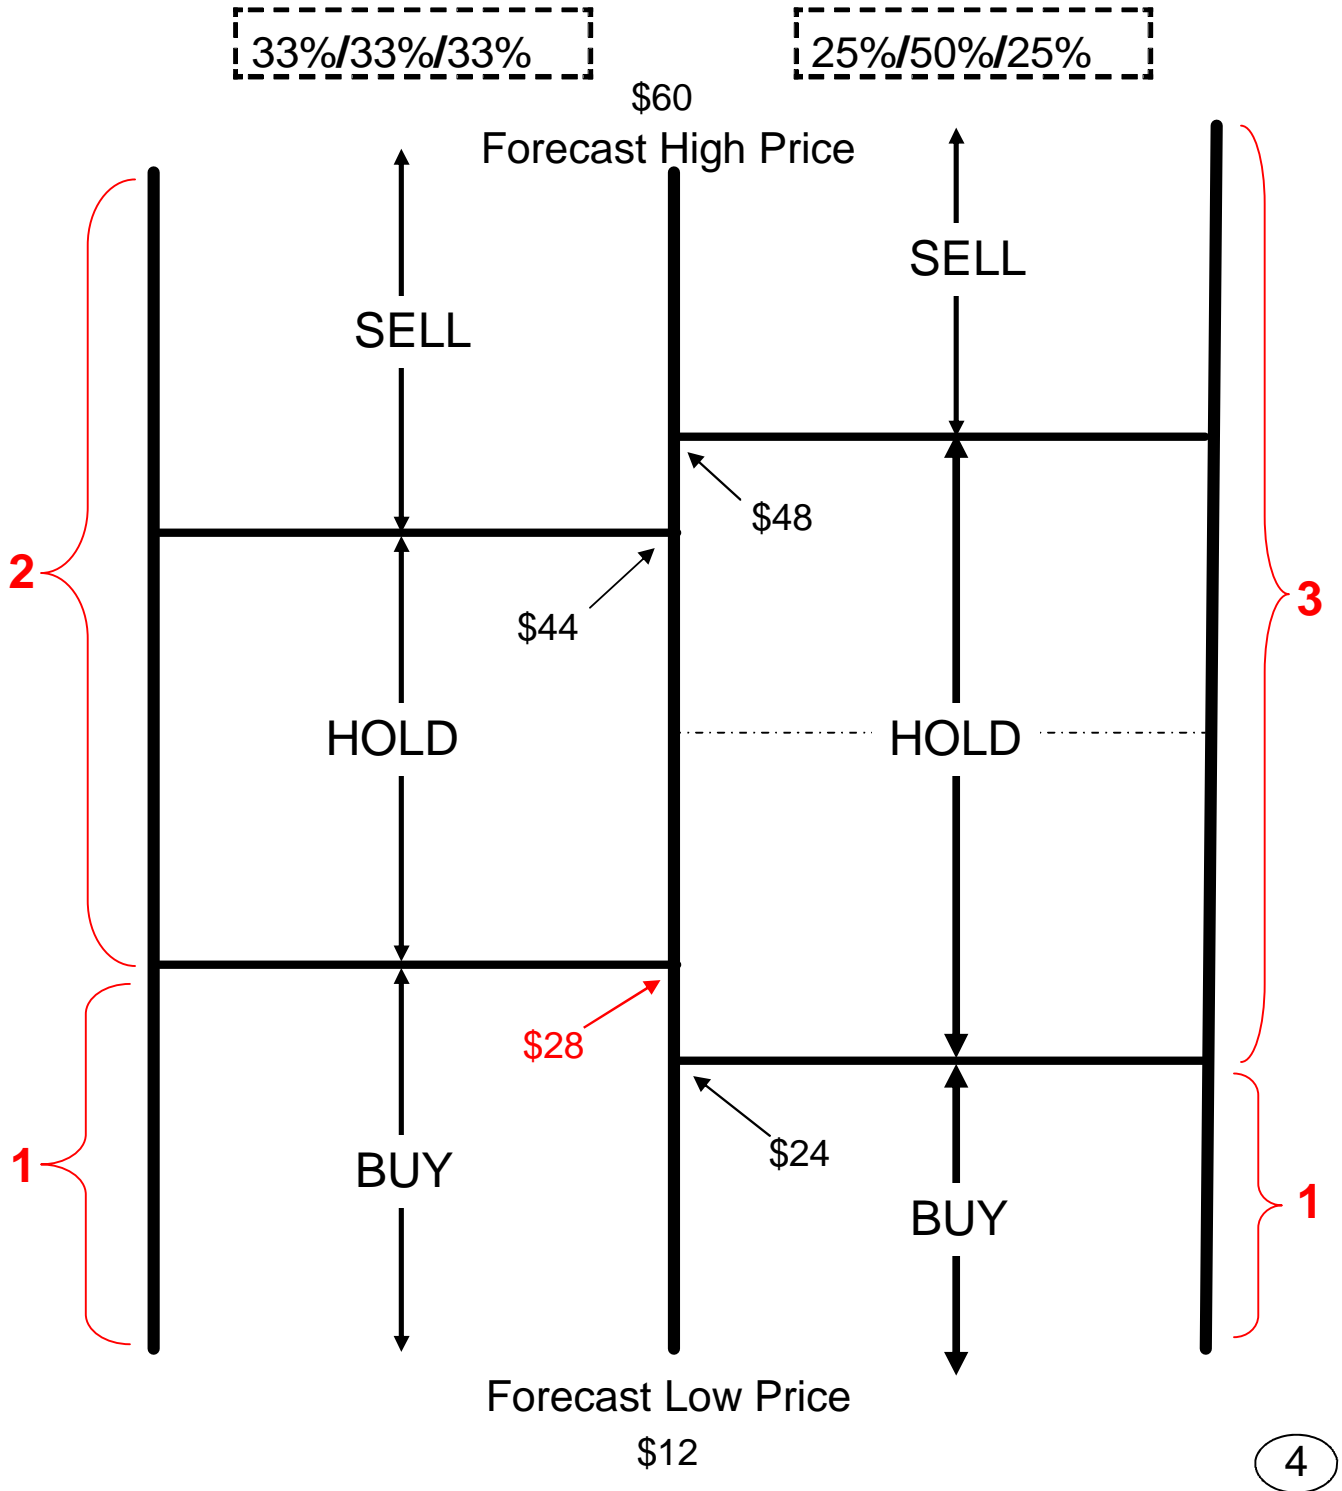 33%/33%/33%
25%/50%/25%
$60
Forecast High Price
SELL
SELL
$48
2
3
$44
HOLD
HOLD
$28
$24
1
BUY
1
BUY
Forecast Low Price
$12
4